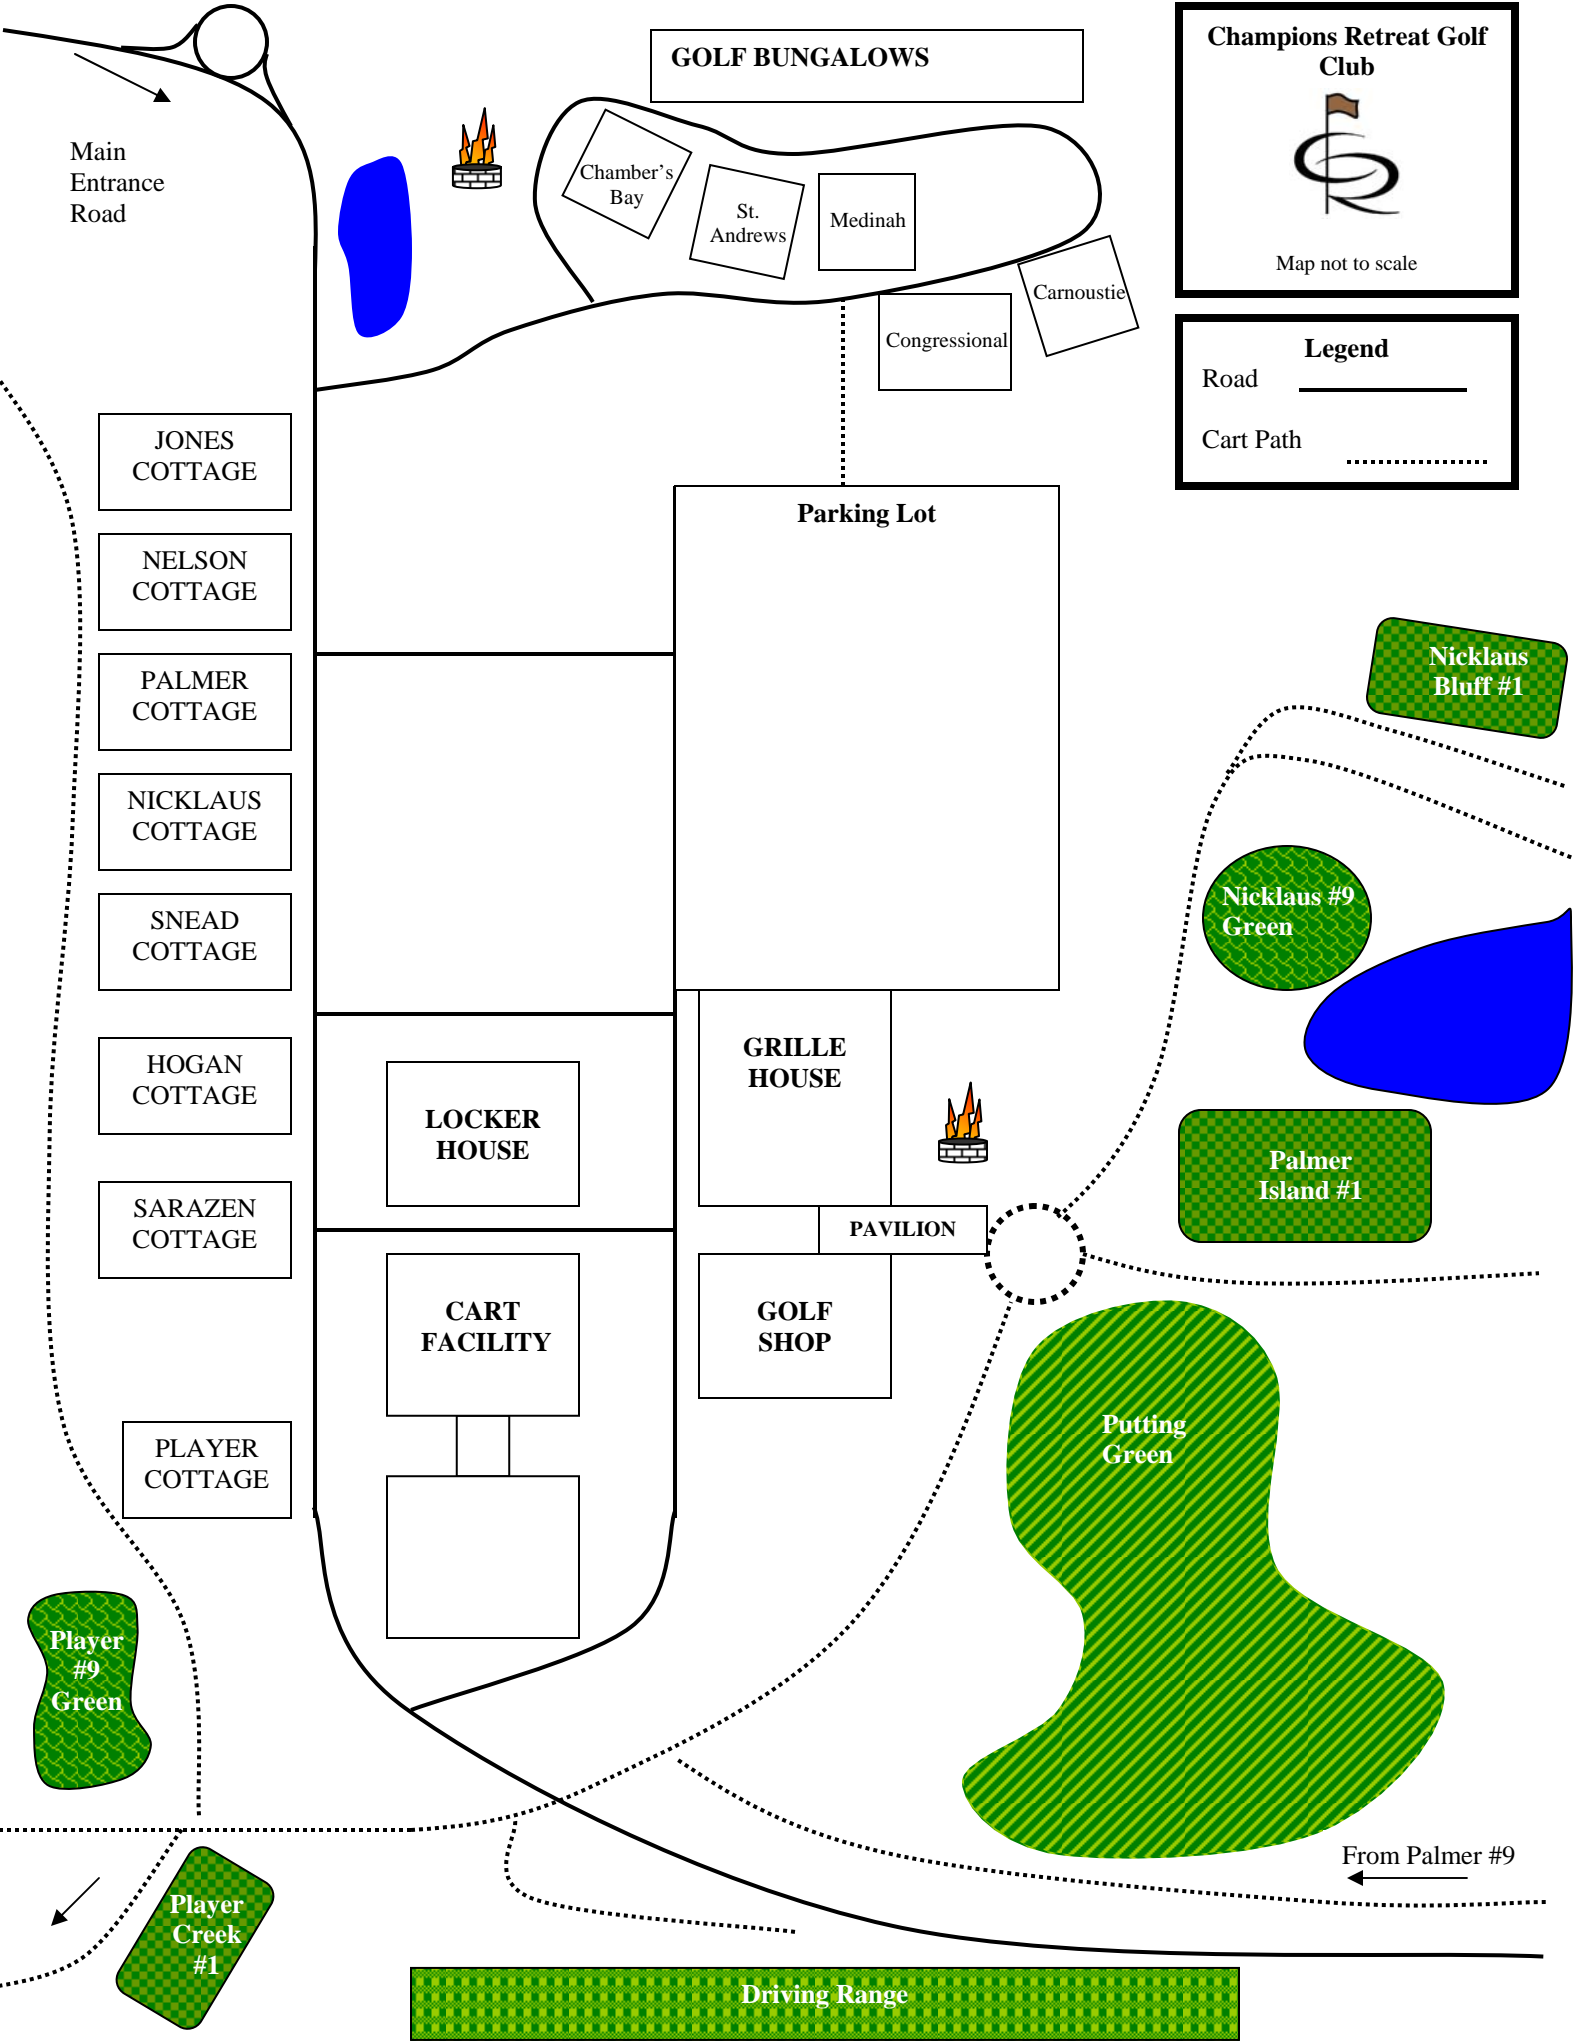 GOLF BUNGALOWS
Champions Retreat Golf
Club
Map not to scale
Main
Entrance
Road
Chamber's
Bay
St.
Andrews
Medinah
Carnoustie
Congressional
Legend
Road
Cart Path
JONES
COTTAGE
NELSON
COTTAGE
PALMER
COTTAGE
NICKLAUS
COTTAGE
SNEAD
COTTAGE
HOGAN
COTTAGE
SARAZEN
COTTAGE
PLAYER
COTTAGE
Parking Lot
Nicklaus
Bluff #1
Nicklaus #9
Green
GRILLE
HOUSE
LOCKER
HOUSE
Palmer
Island #1
PAVILION
CART
FACILITY
GOLF
SHOP
Putting
Green
Player
#9
Green
From Palmer #9
Player
Creek
#1
Driving Range